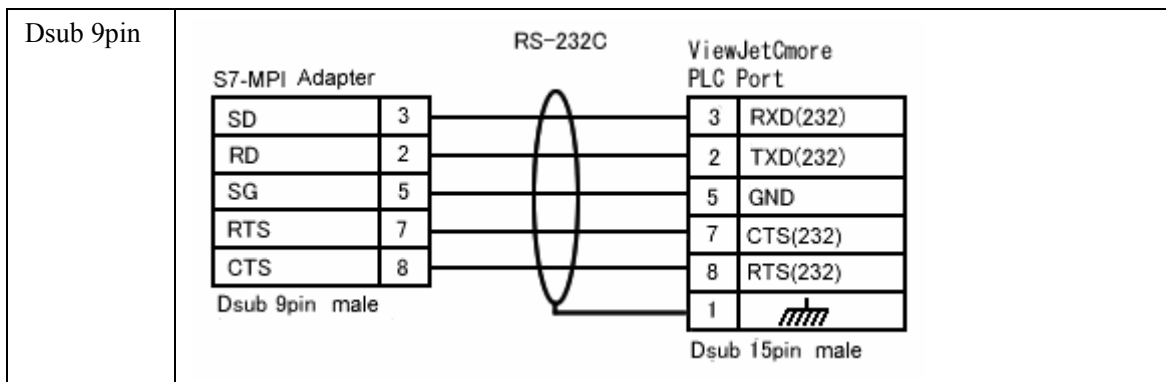 Dsub 9pin
RS-232C
ViewJetCmore
S7-MPI Adapter
PLC Port
SD 3
3 RXD(232)
RD 2
2 TXD(232)
SG 5
5 GND
RTS 7
7 CTS(232)
CTS 8
8 RTS(232)
1
Dsub 9pin male
Dsub 15pin male